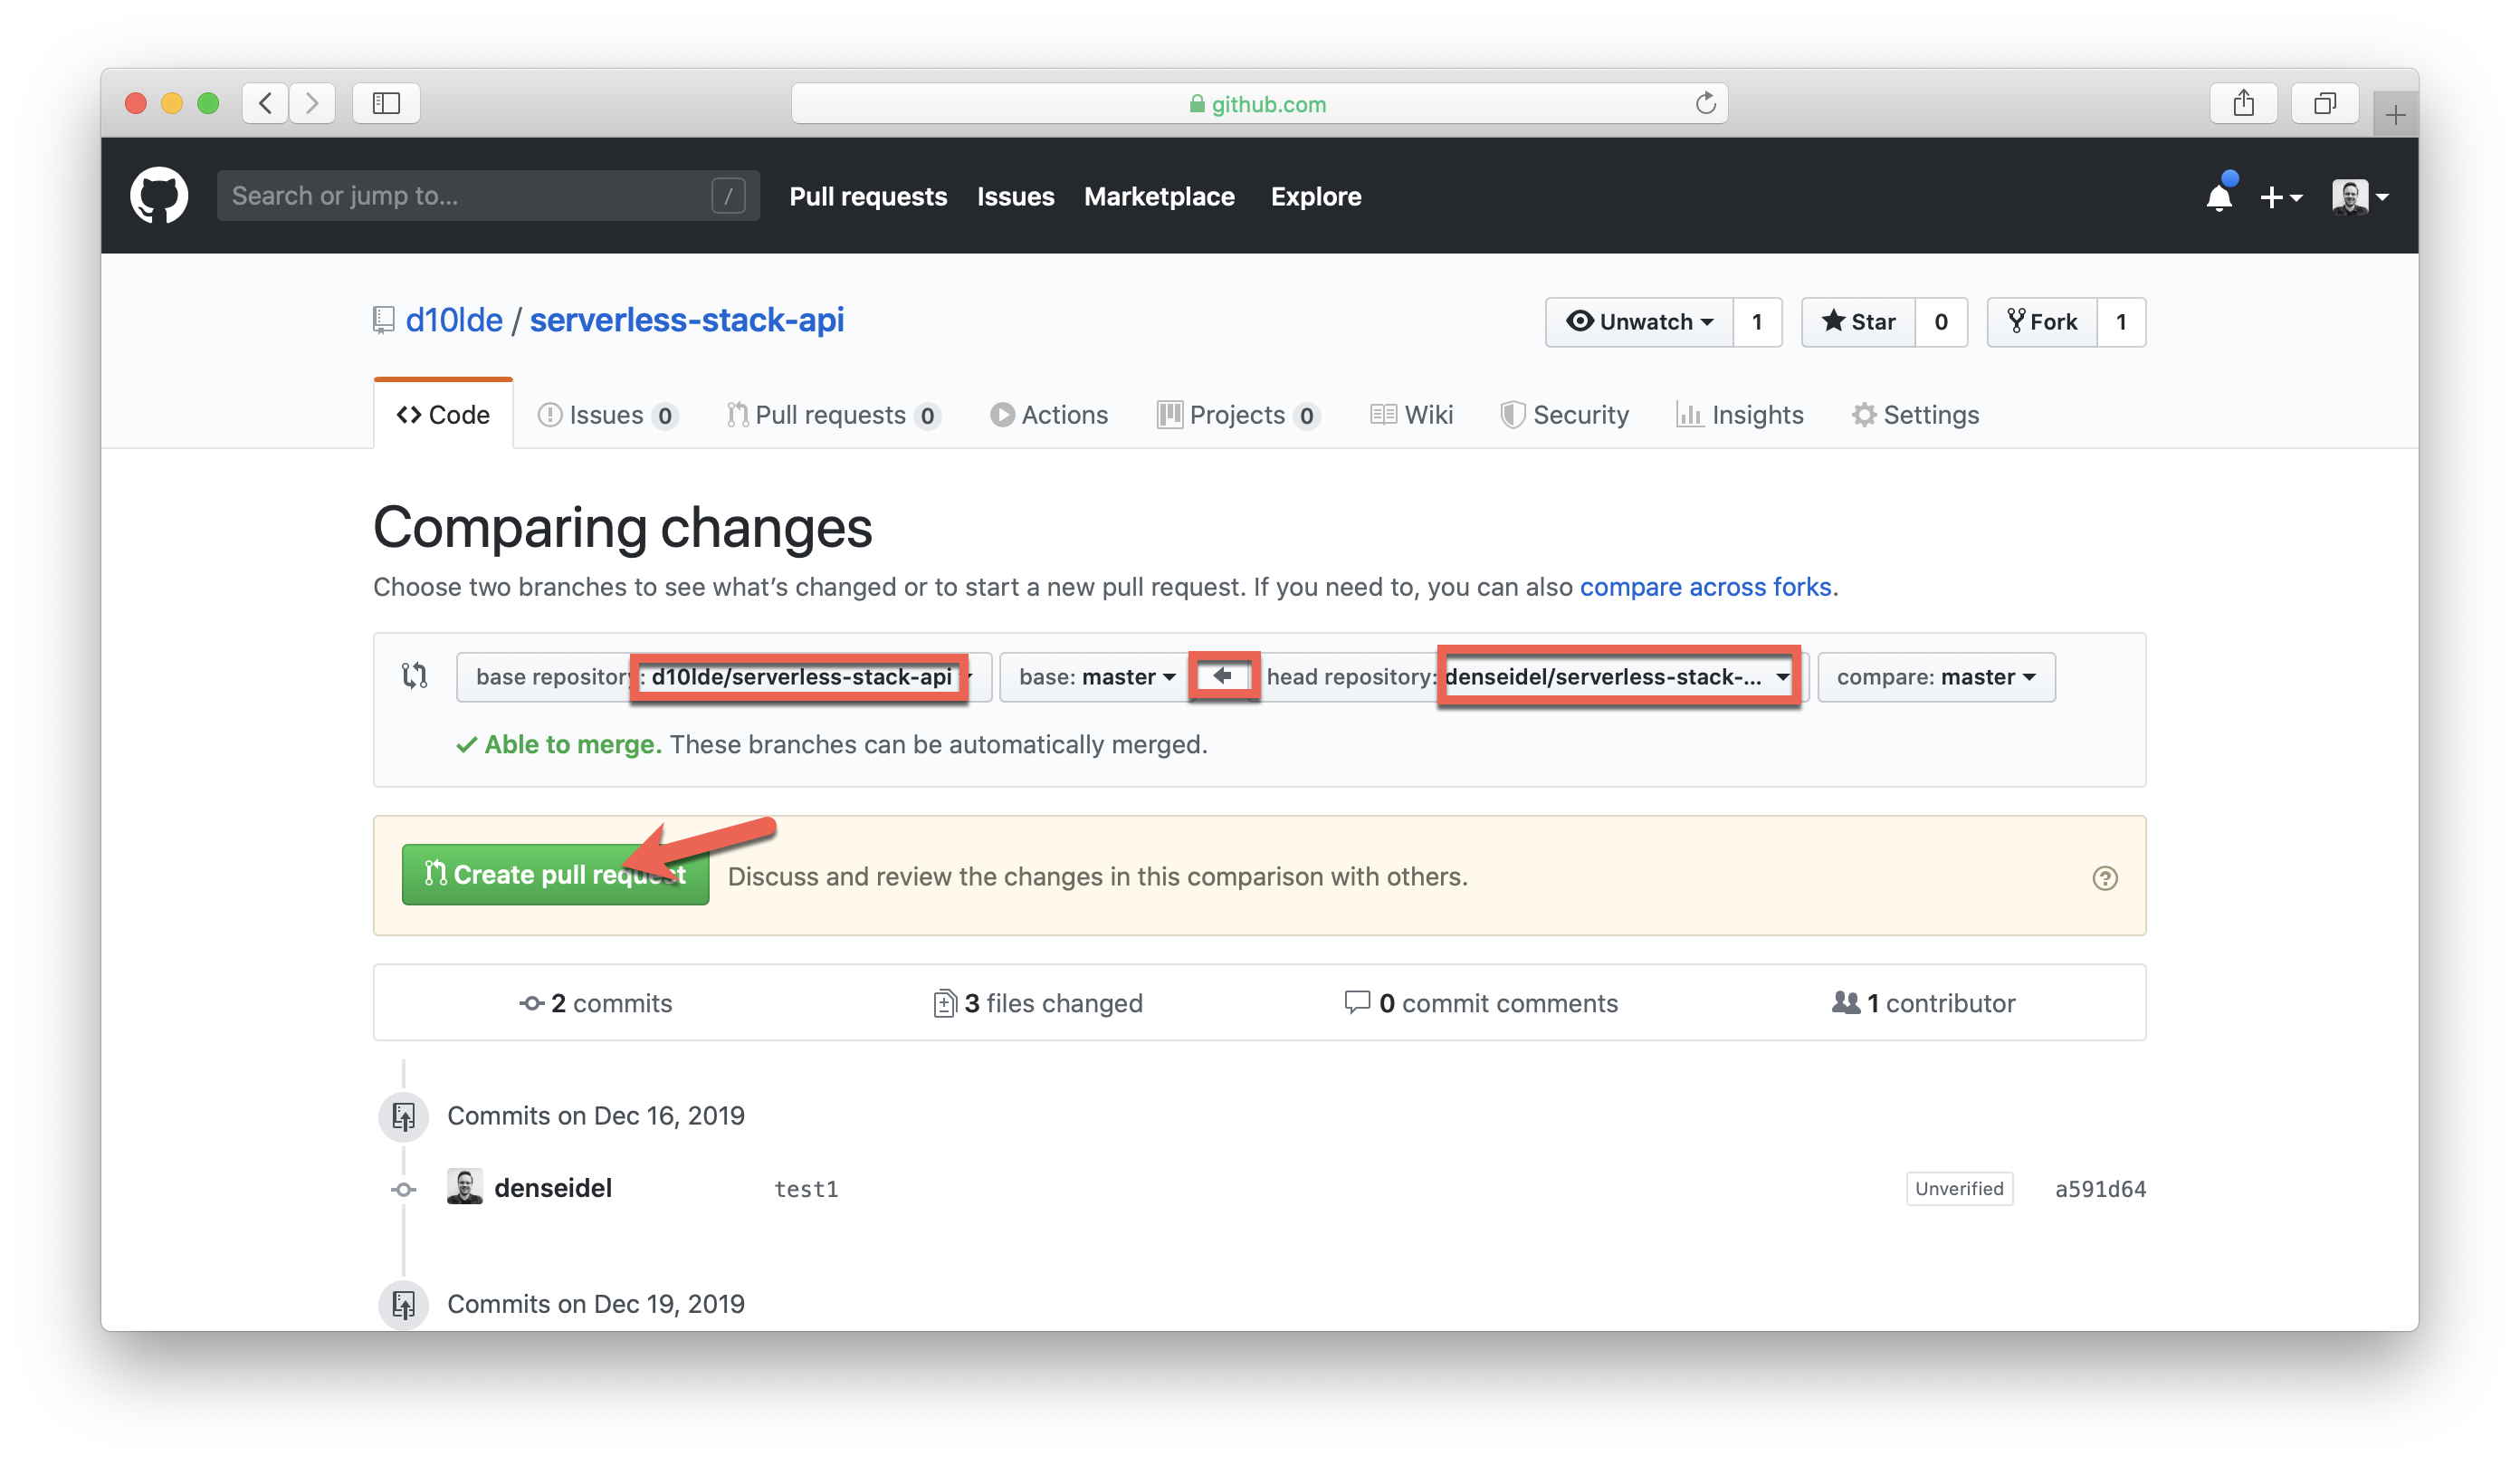 github.com
Search or jump to... /
Pull requests Issues Marketplace Explore
d10lde / serverless-stack-api
Unwatch 1 Star 0 Fork 1
Code Issues 0 Pull requests 0 Actions Projects 0 Wiki Security Insights Settings
Comparing changes
Choose two branches to see what’s changed or to start a new pull request. If you need to, you can also compare across forks.
base repository: d10lde/serverless-stack-api base: master head repository: denseidel/serverless-stack-... compare: master
Able to merge. These branches can be automatically merged.
Create pull request Discuss and review the changes in this comparison with others.
2 commits 3 files changed 0 commit comments 1 contributor
Commits on Dec 16, 2019
denseidel test1 Unverified a591d64
Commits on Dec 19, 2019